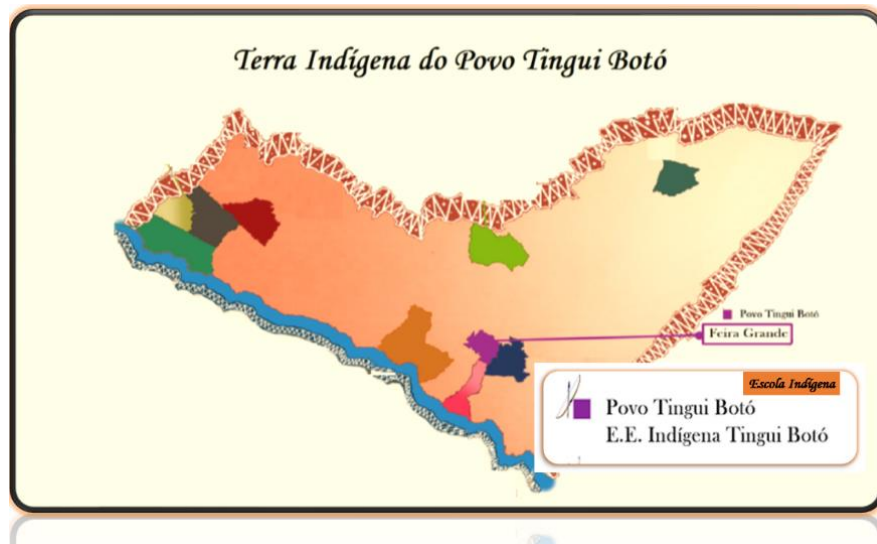 Terra Indígena do Povo Tingui Botó
Povo Tingui Botó
Feira Grande
Escola Indígena
Povo Tingui Botó
E.E. Indígena Tingui Botó